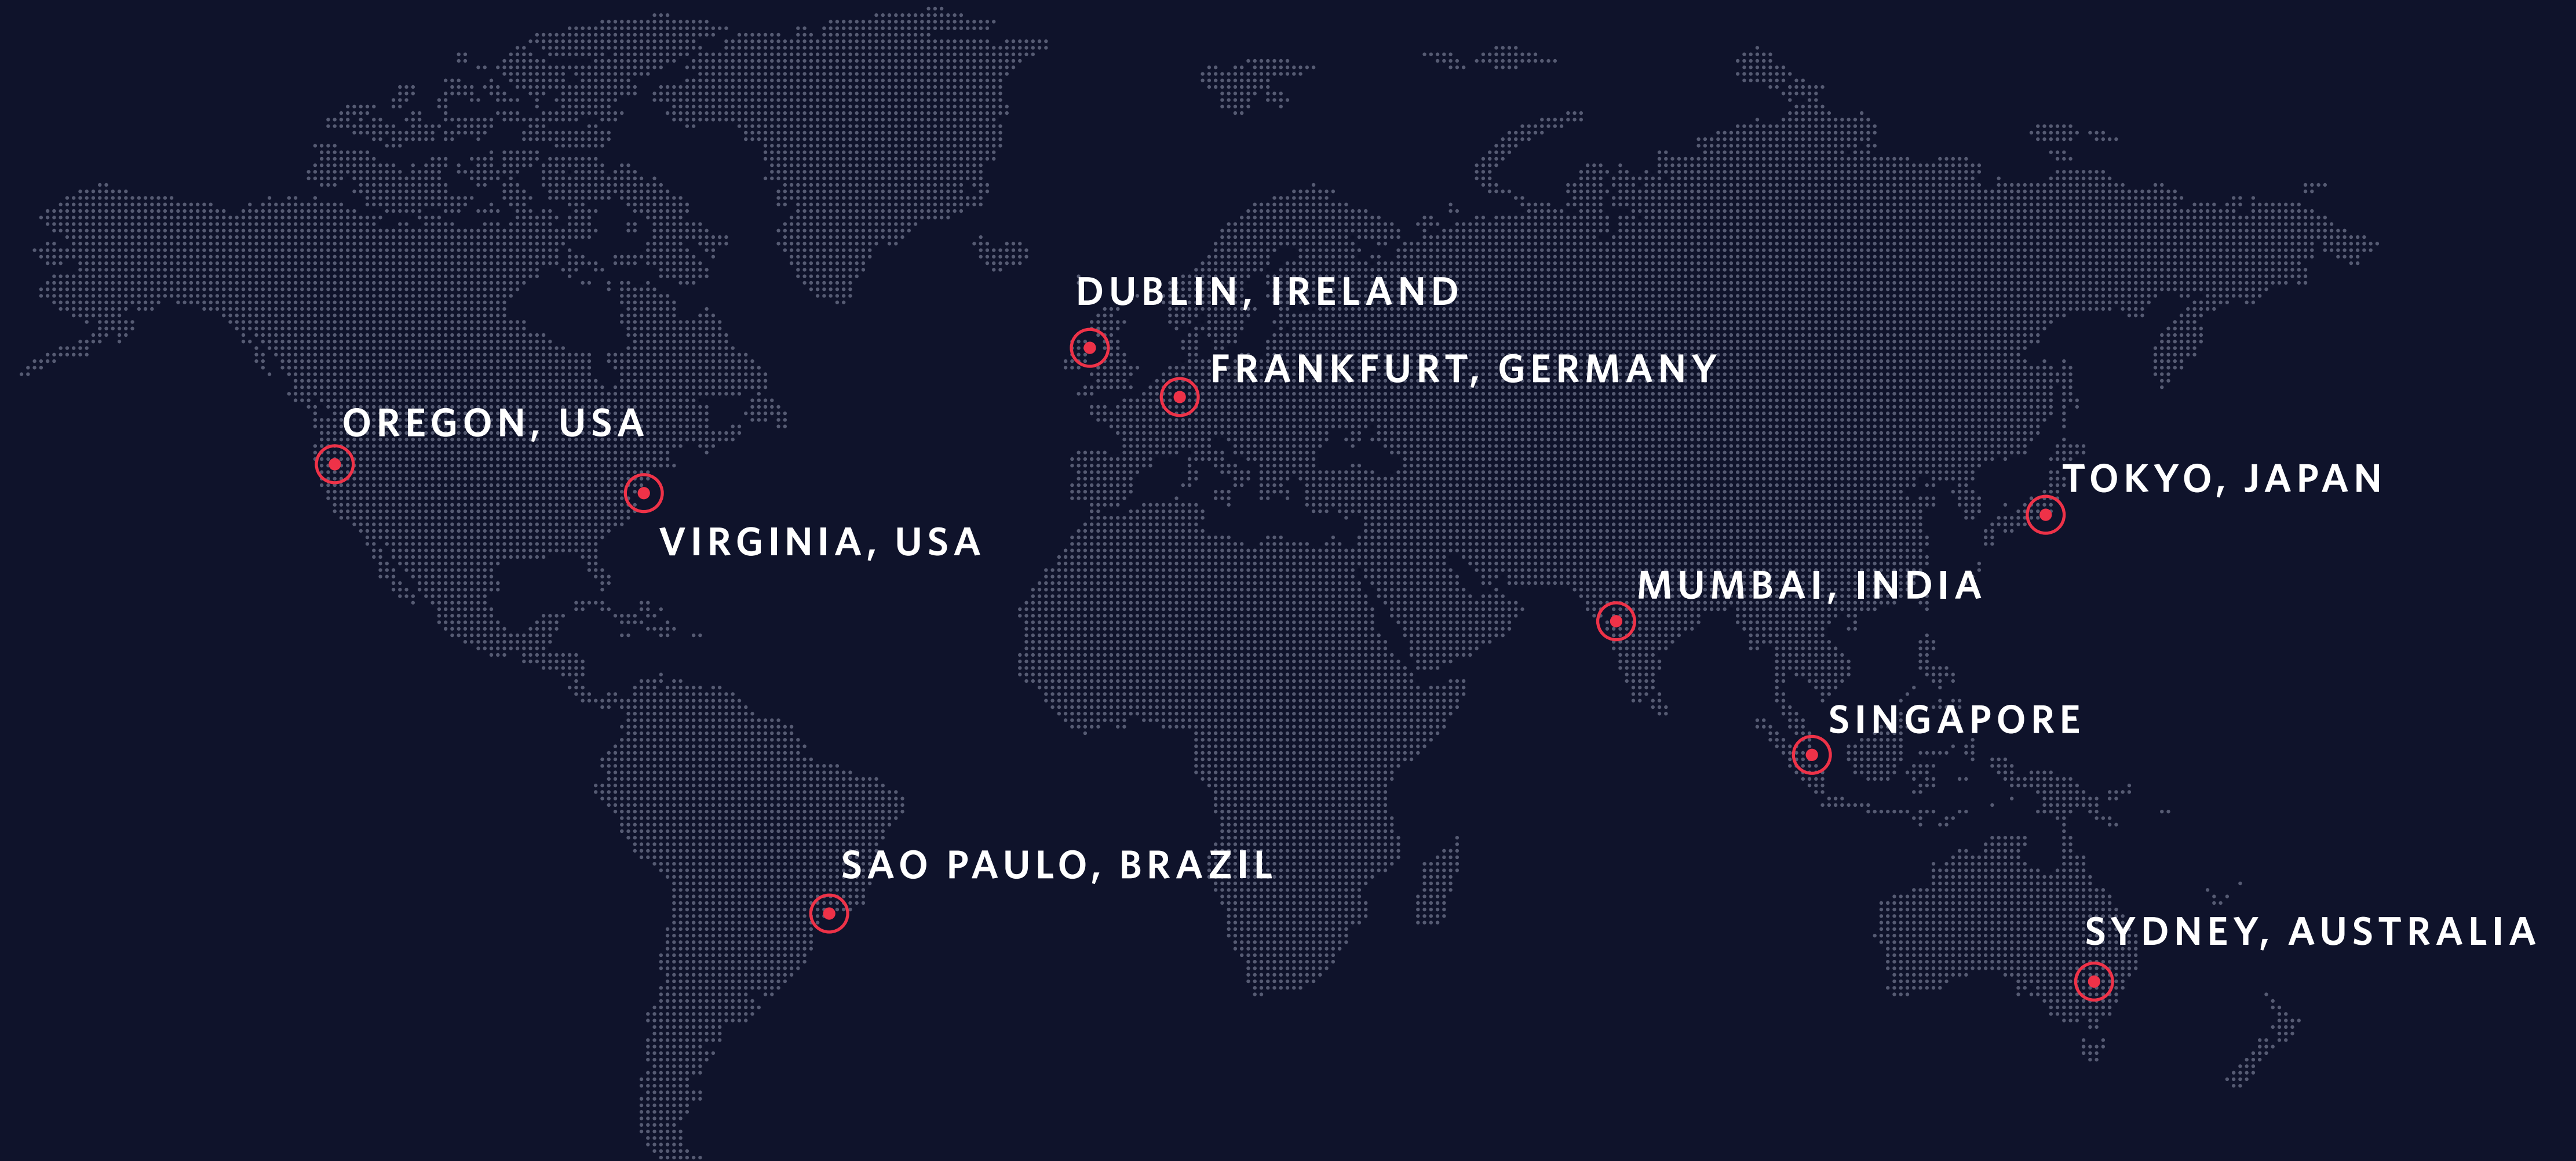 DUBLIN, IRELAND
FRANKFURT, GERMANY
OREGON, USA
TOKYO, JAPAN
VIRGINIA, USA
MUMBAI, INDIA
SINGAPORE
SAO PAULO, BRAZIL
SYDNEY, AUSTRALIA